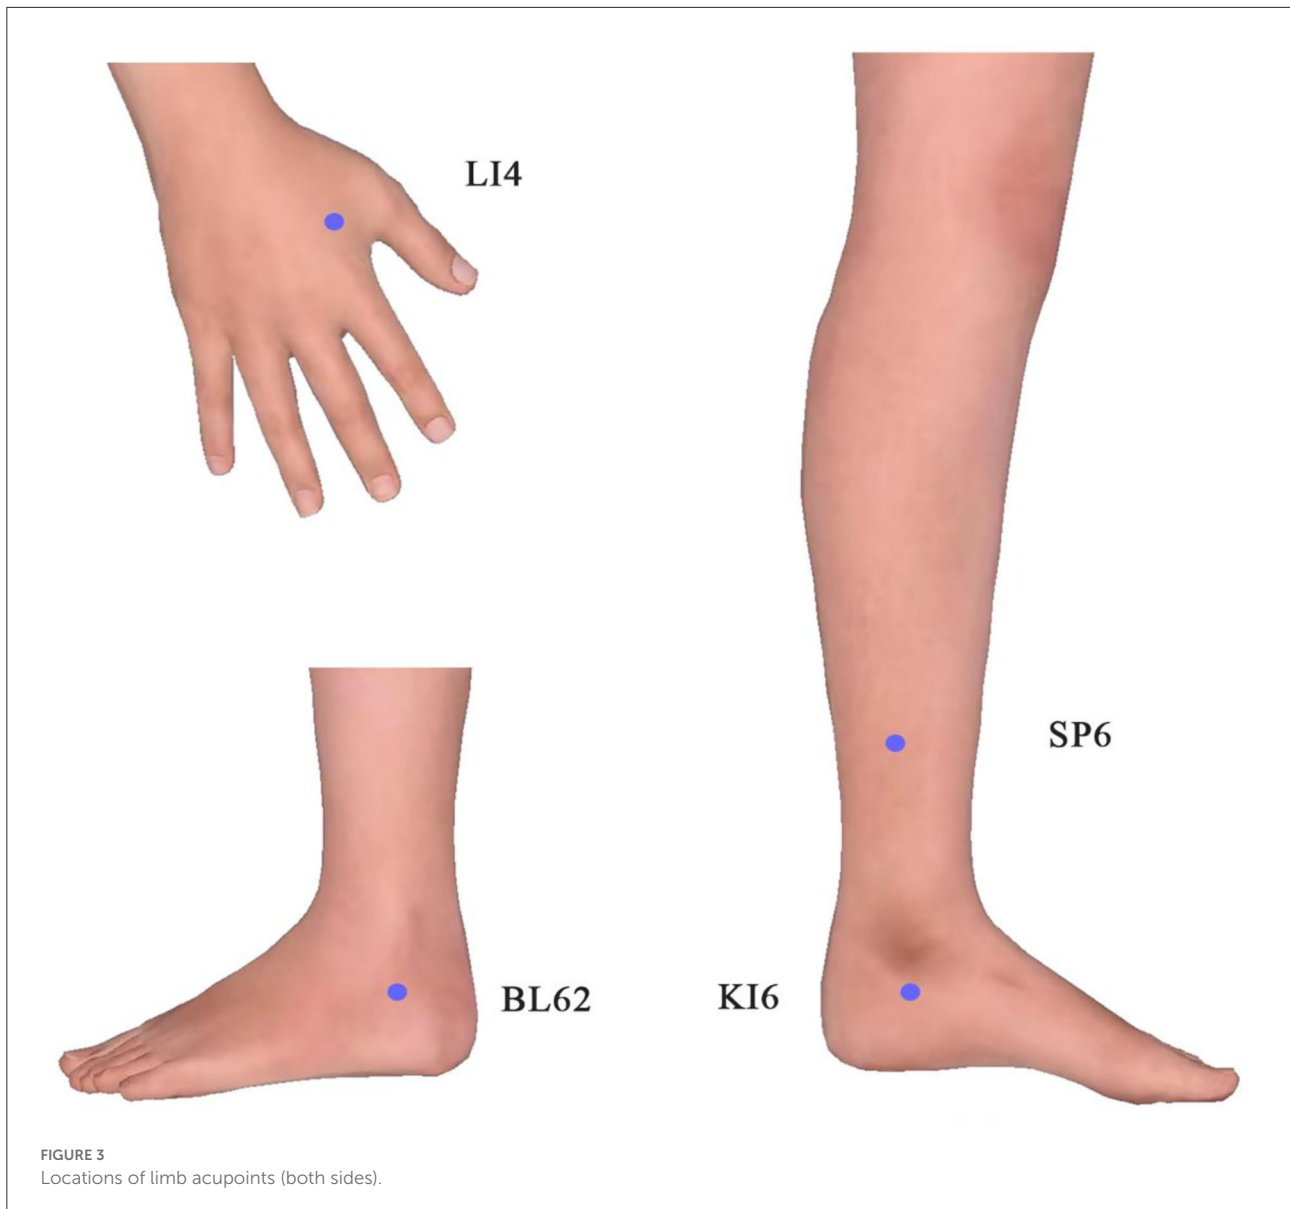 LI4
SP6
BL62
KI6
FIGURE 3
Locations of limb acupoints (both sides).